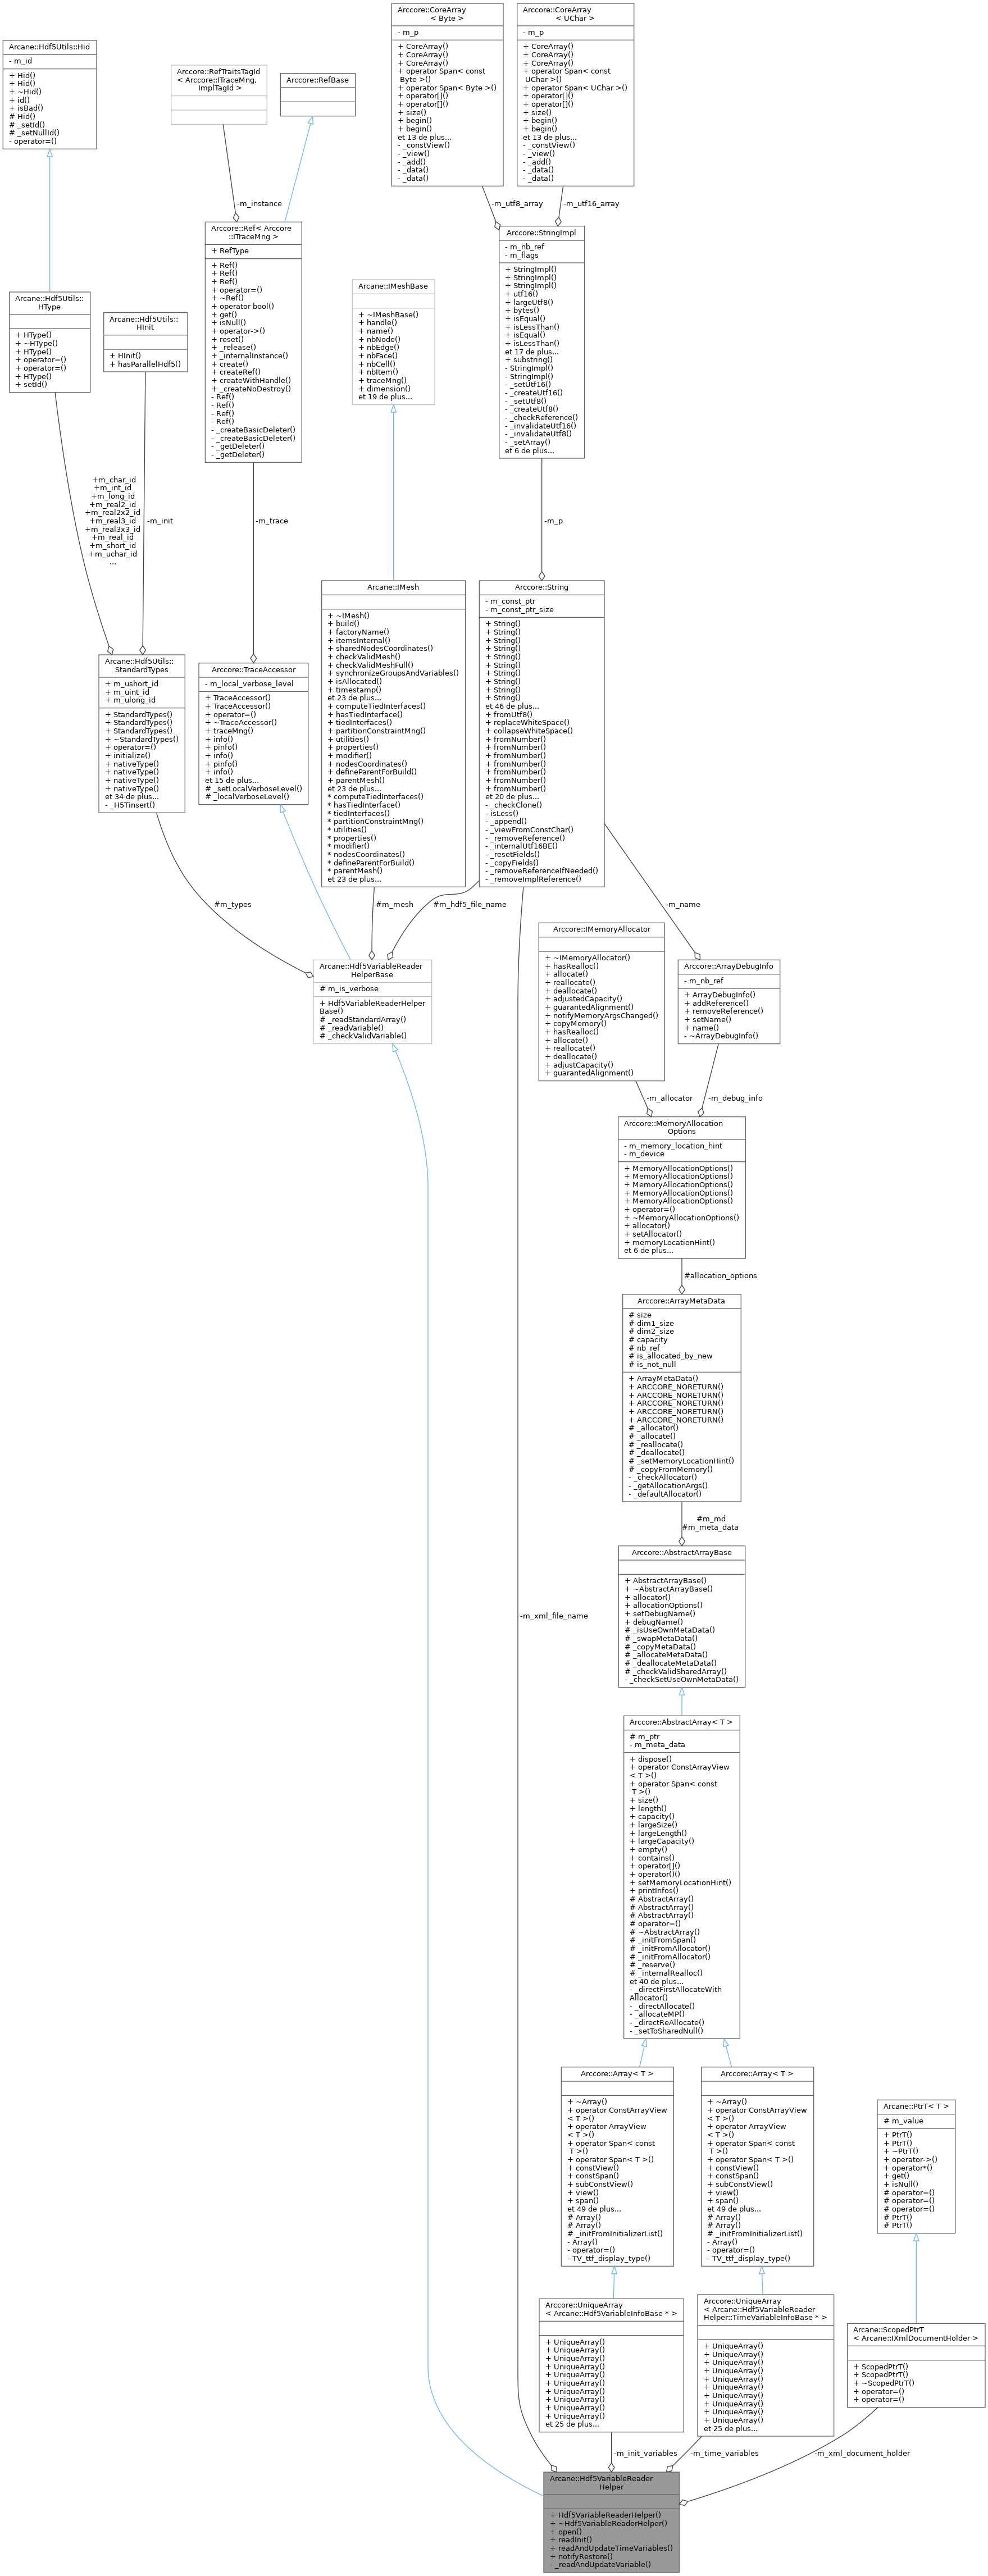 Arccore::CoreArray
< Byte >
- m_p
+ CoreArray()
+ CoreArray()
+ CoreArray()
+ operator Span< const
Byte >()
+ operator Span< Byte >()
+ operator[]()
+ operator[]()
+ size()
+ begin()
+ begin()
et 13 de plus...
- _constView()
- _view()
- _add()
- _data()
- _data()
Arccore::CoreArray
< UChar >
- m_p
+ CoreArray()
+ CoreArray()
+ CoreArray()
+ operator Span< const
UChar >()
+ operator Span< UChar >()
+ operator[]()
+ operator[]()
+ size()
+ begin()
+ begin()
et 13 de plus...
- _constView()
- _view()
- _add()
- _data()
- _data()
Arcane::Hdf5Utils::Hid
- m_id
+ Hid()
+ Hid()
+ ~Hid()
+ id()
+ isBad()
# Hid()
# _setId()
# _setNullId()
- operator=()
Arccore::RefTraitsTagId
< Arccore::ITraceMng,
ImplTagId >
Arccore::RefBase
-m_instance
-m_utf8_array
-m_utf16_array
Arccore::Ref< Arccore
::ITraceMng >
+ RefType
+ Ref()
+ Ref()
+ Ref()
+ operator=()
+ ~Ref()
+ operator bool()
+ get()
+ isNull()
+ operator->()
+ reset()
+ _release()
+ _internalInstance()
+ create()
+ createRef()
+ createWithHandle()
+ _createNoDestroy()
- Ref()
- Ref()
- Ref()
- Ref()
- _createBasicDeleter()
- _createBasicDeleter()
- _getDeleter()
- _getDeleter()
Arccore::StringImpl
- m_nb_ref
- m_flags
+ StringImpl()
+ StringImpl()
+ StringImpl()
+ utf16()
+ largeUtf8()
+ bytes()
+ isEqual()
+ isLessThan()
+ isEqual()
+ isLessThan()
et 17 de plus...
+ substring()
- StringImpl()
- StringImpl()
- _setUtf16()
- _createUtf16()
- _setUtf8()
- _createUtf8()
- _checkReference()
- _invalidateUtf16()
- _invalidateUtf8()
- _setArray()
et 6 de plus...
Arcane::IMeshBase
+ ~IMeshBase()
+ handle()
+ name()
+ nbNode()
+ nbEdge()
+ nbFace()
+ nbCell()
+ nbItem()
+ traceMng()
+ dimension()
et 19 de plus...
Arcane::Hdf5Utils::
HType
+ HType()
+ ~HType()
+ HType()
+ operator=()
+ operator=()
+ HType()
+ setId()
Arcane::Hdf5Utils::
HInit
+ HInit()
+ hasParallelHdf5()
+m_char_id
+m_int_id
+m_long_id
+m_real2_id
+m_real2x2_id
+m_real3_id
+m_real3x3_id
+m_real_id
+m_short_id
+m_uchar_id
...
-m_init
-m_trace
-m_p
Arcane::Hdf5Utils::
StandardTypes
+ m_ushort_id
+ m_uint_id
+ m_ulong_id
+ StandardTypes()
+ StandardTypes()
+ StandardTypes()
+ ~StandardTypes()
+ operator=()
+ initialize()
+ nativeType()
+ nativeType()
+ nativeType()
+ nativeType()
et 34 de plus...
- _H5Tinsert()
Arccore::TraceAccessor
- m_local_verbose_level
+ TraceAccessor()
+ TraceAccessor()
+ operator=()
+ ~TraceAccessor()
+ traceMng()
+ info()
+ pinfo()
+ info()
+ pinfo()
+ info()
et 15 de plus...
# _setLocalVerboseLevel()
# _localVerboseLevel()
Arcane::IMesh
+ ~IMesh()
+ build()
+ factoryName()
+ itemsInternal()
+ sharedNodesCoordinates()
+ checkValidMesh()
+ checkValidMeshFull()
+ synchronizeGroupsAndVariables()
+ isAllocated()
+ timestamp()
et 23 de plus...
+ computeTiedInterfaces()
+ hasTiedInterface()
+ tiedInterfaces()
+ partitionConstraintMng()
+ utilities()
+ properties()
+ modifier()
+ nodesCoordinates()
+ defineParentForBuild()
+ parentMesh()
et 23 de plus...
* computeTiedInterfaces()
* hasTiedInterface()
* tiedInterfaces()
* partitionConstraintMng()
* utilities()
* properties()
* modifier()
* nodesCoordinates()
* defineParentForBuild()
* parentMesh()
et 23 de plus...
Arccore::String
- m_const_ptr
- m_const_ptr_size
+ String()
+ String()
+ String()
+ String()
+ String()
+ String()
+ String()
+ String()
+ String()
+ String()
et 46 de plus...
+ fromUtf8()
+ replaceWhiteSpace()
+ collapseWhiteSpace()
+ fromNumber()
+ fromNumber()
+ fromNumber()
+ fromNumber()
+ fromNumber()
+ fromNumber()
+ fromNumber()
et 20 de plus...
- _checkClone()
- isLess()
- _append()
- _viewFromConstChar()
- _removeReference()
- _internalUtf16BE()
- _resetFields()
- _copyFields()
- _removeReferenceIfNeeded()
- _removeImplReference()
#m_types
#m_mesh
#m_hdf5_file_name
-m_name
Arcane::Hdf5VariableReader
HelperBase
# m_is_verbose
+ Hdf5VariableReaderHelper
Base()
# _readStandardArray()
# _readVariable()
# _checkValidVariable()
Arccore::IMemoryAllocator
+ ~IMemoryAllocator()
+ hasRealloc()
+ allocate()
+ reallocate()
+ deallocate()
+ adjustedCapacity()
+ guarantedAlignment()
+ notifyMemoryArgsChanged()
+ copyMemory()
+ hasRealloc()
+ allocate()
+ reallocate()
+ deallocate()
+ adjustCapacity()
+ guarantedAlignment()
Arccore::ArrayDebugInfo
- m_nb_ref
+ ArrayDebugInfo()
+ addReference()
+ removeReference()
+ setName()
+ name()
- ~ArrayDebugInfo()
-m_allocator
-m_debug_info
Arccore::MemoryAllocation
Options
- m_memory_location_hint
- m_device
+ MemoryAllocationOptions()
+ MemoryAllocationOptions()
+ MemoryAllocationOptions()
+ MemoryAllocationOptions()
+ MemoryAllocationOptions()
+ operator=()
+ ~MemoryAllocationOptions()
+ allocator()
+ setAllocator()
+ memoryLocationHint()
et 6 de plus...
#allocation_options
Arccore::ArrayMetaData
# size
# dim1_size
# dim2_size
# capacity
# nb_ref
# is_allocated_by_new
# is_not_null
+ ArrayMetaData()
+ ARCCORE_NORETURN()
+ ARCCORE_NORETURN()
+ ARCCORE_NORETURN()
+ ARCCORE_NORETURN()
+ ARCCORE_NORETURN()
# _allocator()
# _allocate()
# _reallocate()
# _deallocate()
# _setMemoryLocationHint()
# _copyFromMemory()
- _checkAllocator()
- _getAllocationArgs()
- _defaultAllocator()
#m_md
#m_meta_data
Arccore::AbstractArrayBase
+ AbstractArrayBase()
+ ~AbstractArrayBase()
+ allocator()
+ allocationOptions()
+ setDebugName()
+ debugName()
# _isUseOwnMetaData()
# _swapMetaData()
# _copyMetaData()
# _allocateMetaData()
# _deallocateMetaData()
# _checkValidSharedArray()
- _checkSetUseOwnMetaData()
-m_xml_file_name
Arccore::AbstractArray< T >
# m_ptr
- m_meta_data
+ dispose()
+ operator ConstArrayView
< T >()
+ operator Span< const
T >()
+ size()
+ length()
+ capacity()
+ largeSize()
+ largeLength()
+ largeCapacity()
+ empty()
+ contains()
+ operator[]()
+ operator()()
+ setMemoryLocationHint()
+ printInfos()
# AbstractArray()
# AbstractArray()
# AbstractArray()
# operator=()
# ~AbstractArray()
# _initFromSpan()
# _initFromAllocator()
# _initFromAllocator()
# _reserve()
# _internalRealloc()
et 40 de plus...
- _directFirstAllocateWith
Allocator()
- _directAllocate()
- _allocateMP()
- _directReAllocate()
- _setToSharedNull()
Arccore::Array< T >
+ ~Array()
+ operator ConstArrayView
< T >()
+ operator ArrayView
< T >()
+ operator Span< const
T >()
+ operator Span< T >()
+ constView()
+ constSpan()
+ subConstView()
+ view()
+ span()
et 49 de plus...
# Array()
# Array()
# _initFromInitializerList()
- Array()
- operator=()
- TV_ttf_display_type()
Arccore::Array< T >
+ ~Array()
+ operator ConstArrayView
< T >()
+ operator ArrayView
< T >()
+ operator Span< const
T >()
+ operator Span< T >()
+ constView()
+ constSpan()
+ subConstView()
+ view()
+ span()
et 49 de plus...
# Array()
# Array()
# _initFromInitializerList()
- Array()
- operator=()
- TV_ttf_display_type()
Arcane::PtrT< T >
# m_value
+ PtrT()
+ PtrT()
+ ~PtrT()
+ operator->()
+ operator*()
+ get()
+ isNull()
# operator=()
# operator=()
# operator=()
# PtrT()
# PtrT()
Arccore::UniqueArray
< Arcane::Hdf5VariableInfoBase * >
+ UniqueArray()
+ UniqueArray()
+ UniqueArray()
+ UniqueArray()
+ UniqueArray()
+ UniqueArray()
+ UniqueArray()
+ UniqueArray()
+ UniqueArray()
+ UniqueArray()
et 25 de plus...
Arccore::UniqueArray
< Arcane::Hdf5VariableReader
Helper::TimeVariableInfoBase * >
+ UniqueArray()
+ UniqueArray()
+ UniqueArray()
+ UniqueArray()
+ UniqueArray()
+ UniqueArray()
+ UniqueArray()
+ UniqueArray()
+ UniqueArray()
+ UniqueArray()
et 25 de plus...
Arcane::ScopedPtrT
< Arcane::IXmlDocumentHolder >
+ ScopedPtrT()
+ ScopedPtrT()
+ ~ScopedPtrT()
+ operator=()
+ operator=()
-m_init_variables
-m_time_variables
-m_xml_document_holder
Arcane::Hdf5VariableReader
Helper
+ Hdf5VariableReaderHelper()
+ ~Hdf5VariableReaderHelper()
+ open()
+ readInit()
+ readAndUpdateTimeVariables()
+ notifyRestore()
- _readAndUpdateVariable()